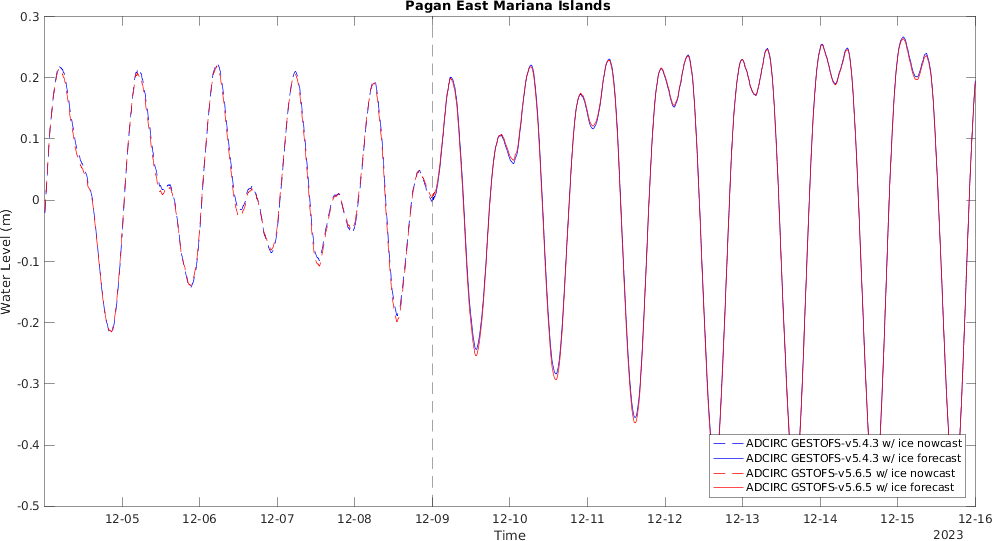 Pagan East Mariana Islands
0.3
0.2
0.1
0
-0.1
-0.2
-0.3
-0.4
-0.5
Water Level (m)
ADCIRC GESTOFS-v5.4.3 w/ ice nowcast
ADCIRC GESTOFS-v5.4.3 w/ ice forecast
ADCIRC GSTOFS-v5.6.5 w/ ice nowcast
ADCIRC GSTOFS-v5.6.5 w/ ice forecast
12-05 12-06 12-07 12-08 12-09 12-10 12-11 12-12 12-13 12-14 12-15 12-16
Time
2023